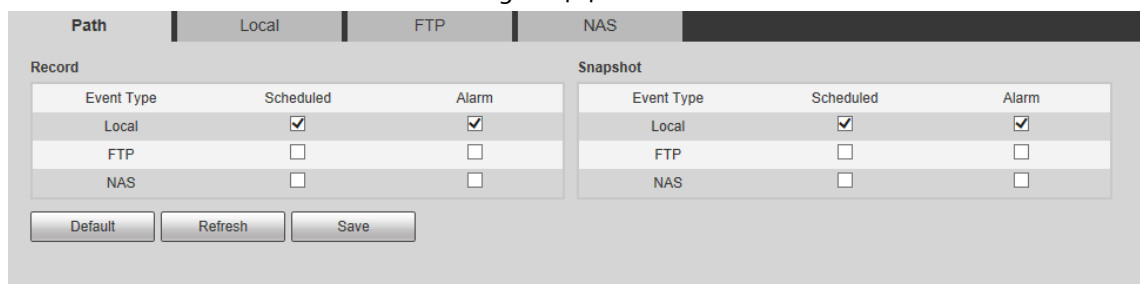 Path Local FTP NAS
Record Snapshot
Event Type Scheduled Alarm Event Type Scheduled Alarm
Local Local
FTP FTP
NAS NAS
Default Refresh Save